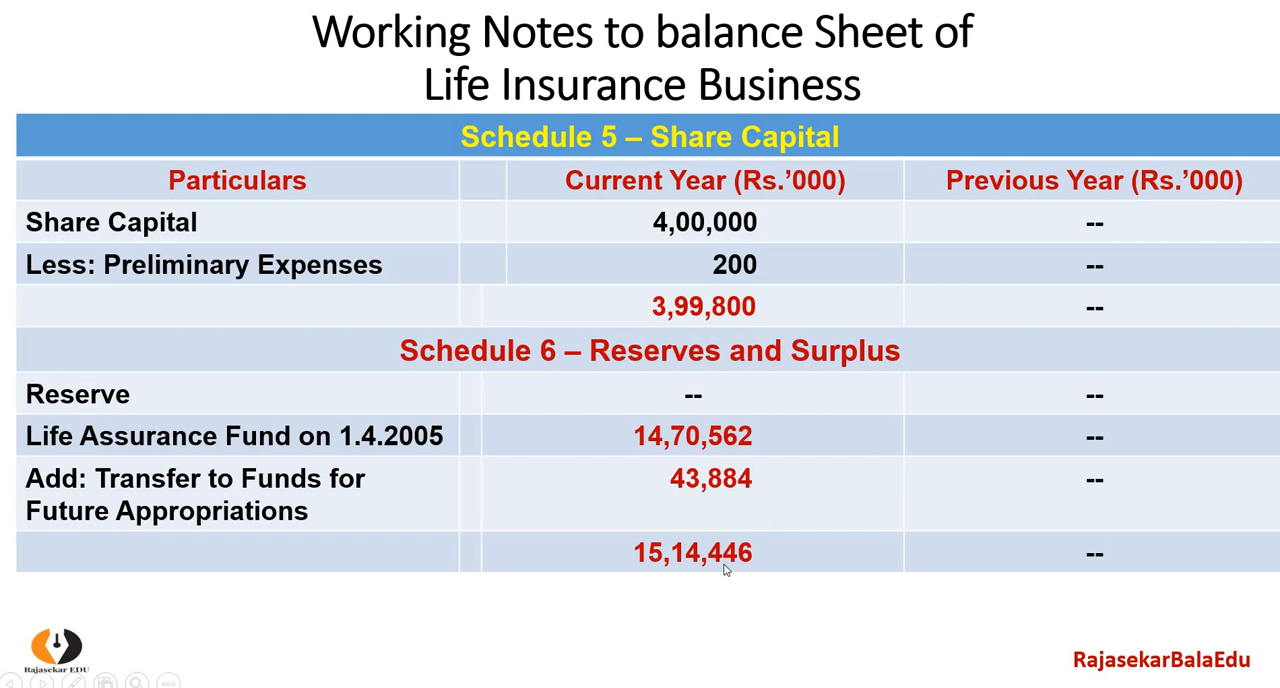 Working Notes to balance Sheet of
Life Insurance Business
Schedule 5 – Share Capital
Particulars Current Year (Rs.’000) Previous Year (Rs.’000)
Share Capital 4,00,000 --
Less: Preliminary Expenses 200 --
3,99,800 --
Schedule 6 – Reserves and Surplus
Reserve -- --
Life Assurance Fund on 1.4.2005 14,70,562 --
Add: Transfer to Funds for 43,884 --
Future Appropriations
15,14,446 --
Rajasekar EDU
RajasekarBalaEdu